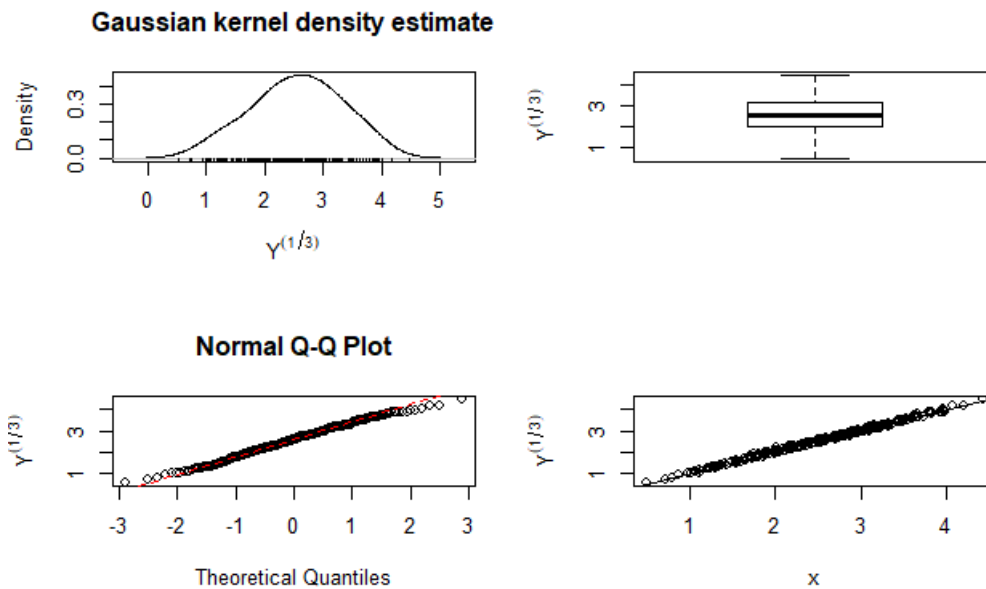 Gaussian kernel density estimate
Density
0.0 0.3
0 1 2 3 4 5
Y^(1/3)
Y^(1/3)
1 3
Normal Q-Q Plot
Y^(1/3)
1 3
-3 -2 -1 0 1 2 3
Theoretical Quantiles
Y^(1/3)
1 3
1 2 3 4
x